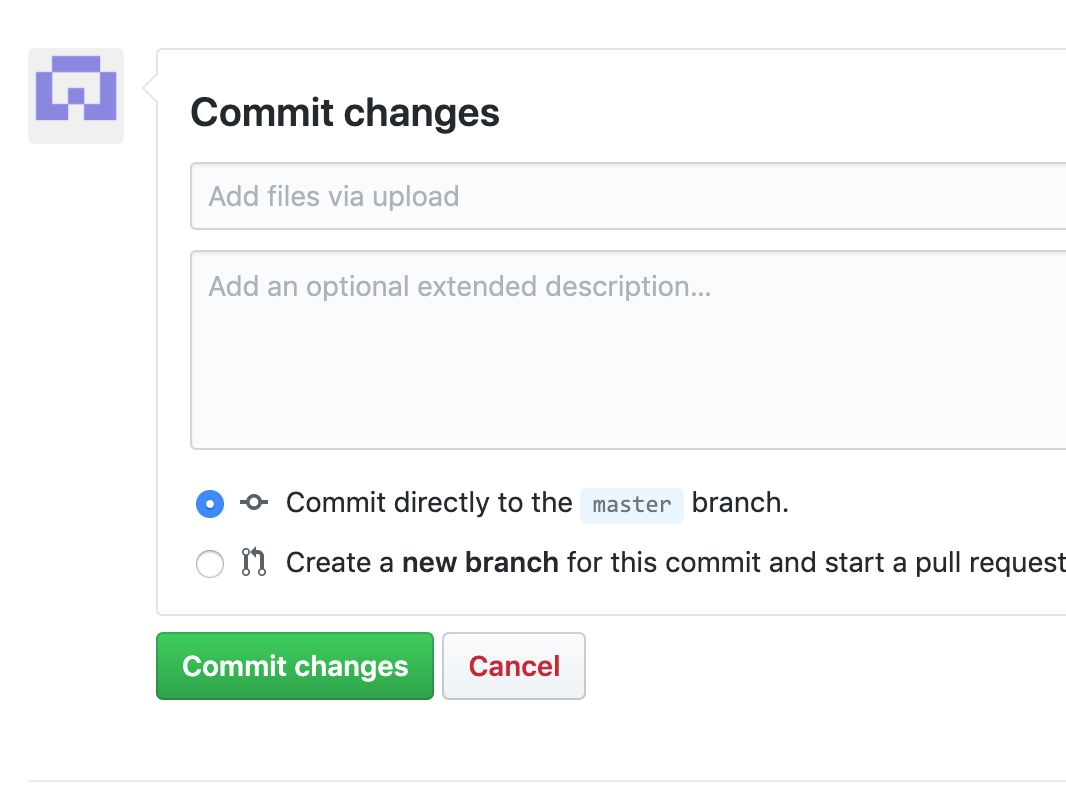 Commit changes
Add files via upload
Add an optional extended description...
Commit directly to the master branch.
Create a new branch for this commit and start a pull request
Commit changes
Cancel